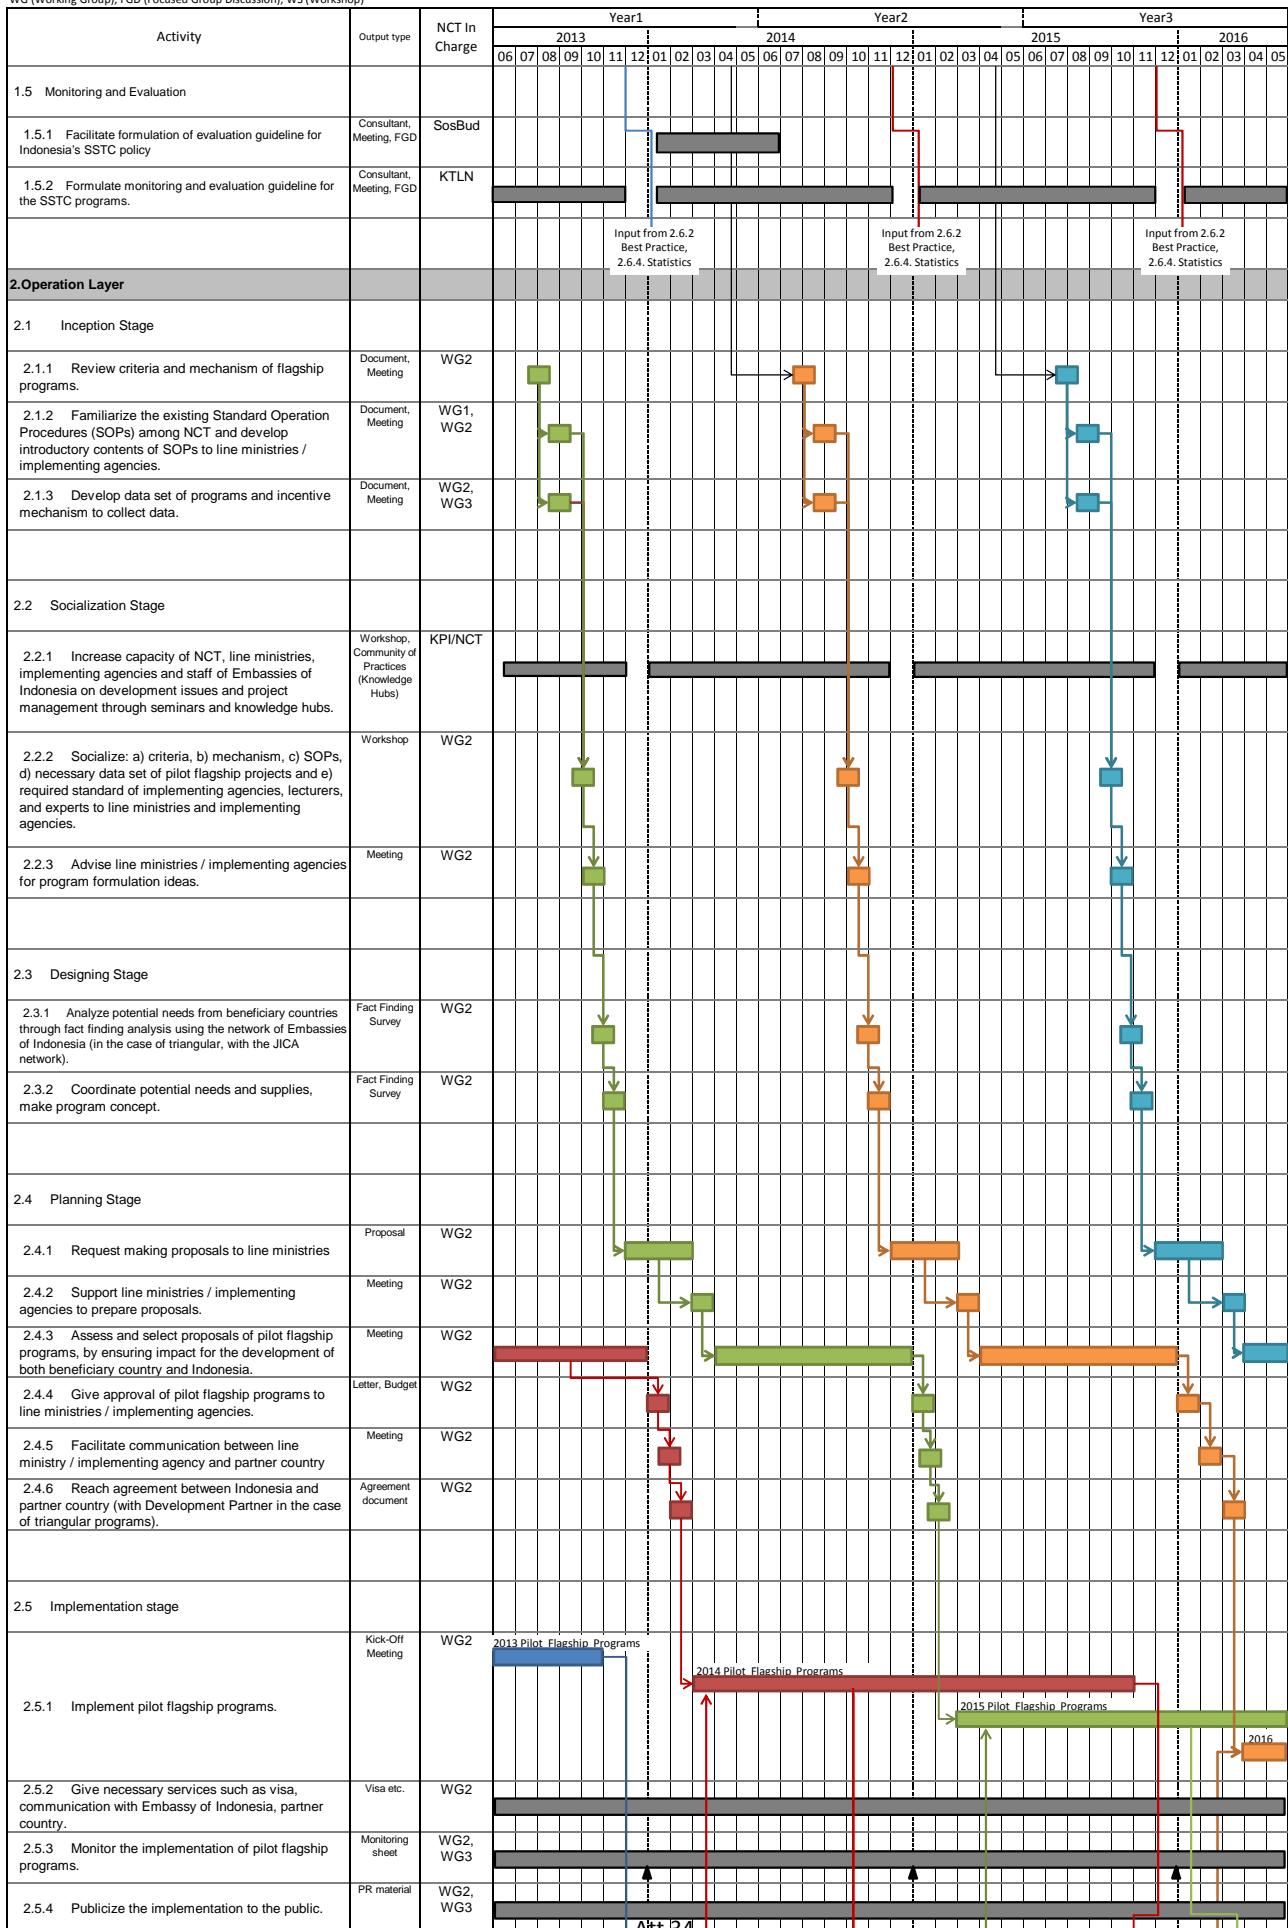 WG (Working Group), FGD (Focused Group Discussion), WS (Workshop)
Activity
Output type
NCT In
Charge
Year1
Year2
Year3
2013
2014
2015
2016
06 07 08 09 10 11 12 01 02 03 04 05 06 07 08 09 10 11 12 01 02 03 04 05 06 07 08 09 10 11 12 01 02 03 04 05
1.5 Monitoring and Evaluation
1.5.1 Facilitate formulation of evaluation guideline for
Indonesia's SSTC policy
Consultant,
Meeting, FGD
SosBud
1.5.2 Formulate monitoring and evaluation guideline for
the SSTC programs.
Consultant,
Meeting, FGD
KTLN
Input from 2.6.2
Best Practice,
2.6.4. Statistics
Input from 2.6.2
Best Practice,
2.6.4. Statistics
Input from 2.6.2
Best Practice,
2.6.4. Statistics
2.Operation Layer
2.1 Inception Stage
2.1.1 Review criteria and mechanism of flagship
programs.
Document,
Meeting
WG2
2.1.2 Familiarize the existing Standard Operation
Procedures (SOPs) among NCT and develop
introductory contents of SOPs to line ministries /
implementing agencies.
Document,
Meeting
WG1,
WG2
2.1.3 Develop data set of programs and incentive
mechanism to collect data.
Document,
Meeting
WG2,
WG3
2.2 Socialization Stage
2.2.1 Increase capacity of NCT, line ministries,
implementing agencies and staff of Embassies of
Indonesia on development issues and project
management through seminars and knowledge hubs.
Workshop,
Community of
Practices
(Knowledge
Hubs)
KPI/NCT
2.2.2 Socialize: a) criteria, b) mechanism, c) SOPs,
d) necessary data set of pilot flagship projects and e)
required standard of implementing agencies, lecturers,
and experts to line ministries and implementing
agencies.
Workshop
WG2
2.2.3 Advise line ministries / implementing agencies
for program formulation ideas.
Meeting
WG2
2.3 Designing Stage
2.3.1 Analyze potential needs from beneficiary countries
through fact finding analysis using the network of Embassies
of Indonesia (in the case of triangular, with the JICA
network).
Fact Finding
Survey
WG2
2.3.2 Coordinate potential needs and supplies,
make program concept.
Fact Finding
Survey
WG2
2.4 Planning Stage
2.4.1 Request making proposals to line ministries
Proposal
WG2
2.4.2 Support line ministries / implementing
agencies to prepare proposals.
Meeting
WG2
2.4.3 Assess and select proposals of pilot flagship
programs, by ensuring impact for the development of
both beneficiary country and Indonesia.
Meeting
WG2
2.4.4 Give approval of pilot flagship programs to
line ministries / implementing agencies.
Letter, Budget
WG2
2.4.5 Facilitate communication between line
ministry / implementing agency and partner country
Meeting
WG2
2.4.6 Reach agreement between Indonesia and
partner country (with Development Partner in the case
of triangular programs).
Agreement
document
WG2
2.5 Implementation stage
2.5.1 Implement pilot flagship programs.
Kick-Off
Meeting
WG2
2013 Pilot Flagship Programs
2014 Pilot Flagship Programs
2015 Pilot Flagship Programs
2016
2.5.2 Give necessary services such as visa,
communication with Embassy of Indonesia, partner
country.
Visa etc.
WG2
2.5.3 Monitor the implementation of pilot flagship
programs.
Monitoring
sheet
WG2,
WG3
2.5.4 Publicize the implementation to the public.
PR material
WG2,
WG3
Att 34